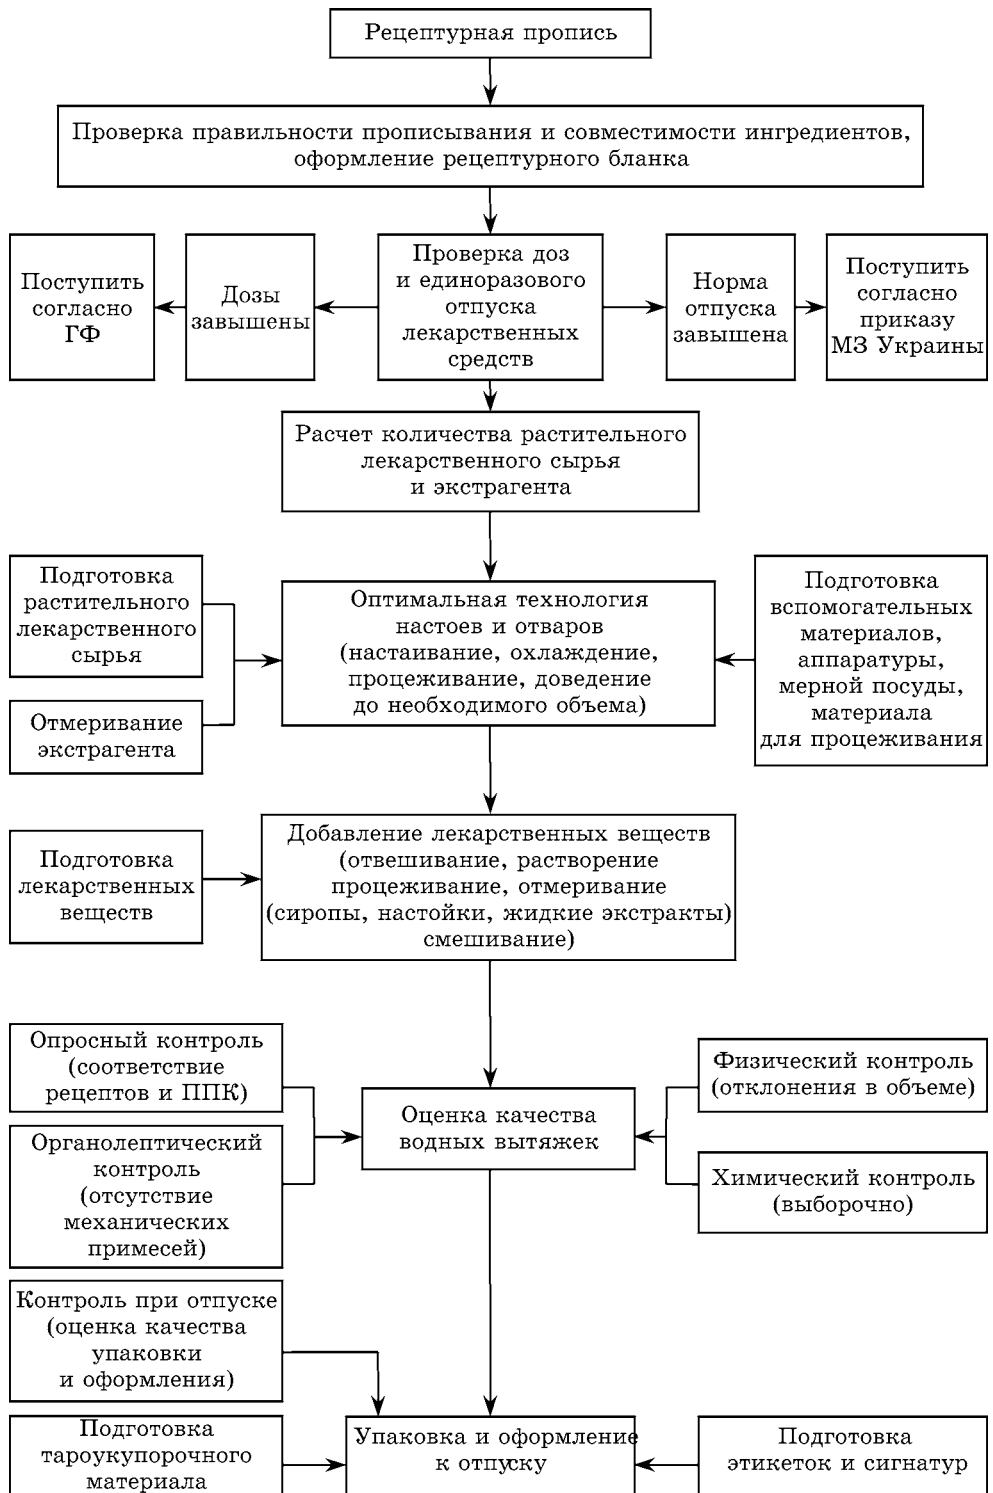 Рецептурная пропись
Проверка правильности прописывания и совместимости ингредиентов,
оформление рецептурного бланка
Поступить
согласно
ГФ
Дозы
завышены
Проверка доз
и единоразового
отпуска
лекарственных
средств
Норма
отпуска
завышена
Поступить
согласно
приказу
МЗ Украины
Расчет количества растительного
лекарственного сырья
и экстрагента
Подготовка
растительного
лекарственного
сырья
Отмеривание
экстрагента
Оптимальная технология
настоев и отваров
(настаивание, охлаждение,
процеживание, доведение
до необходимого объема)
Подготовка
вспомогательных
материалов,
аппаратуры,
мерной посуды,
материала
для процеживания
Подготовка
лекарственных
веществ
Добавление лекарственных веществ
(отвешивание, растворение
процеживание, отмеривание
(сиропы, настойки, жидкие экстракты)
смешивание)
Опросный контроль
(соответствие
рецептов и ППК)
Органолептический
контроль
(отсутствие
механических
примесей)
Оценка качества
водных вытяжек
Физический контроль
(отклонения в объеме)
Химический контроль
(выборочно)
Контроль при отпуске
(оценка качества
упаковки
и оформления)
Подготовка
тароукупорочного
материала
Упаковка и оформление
к отпуску
Подготовка
этикеток и сигнатур